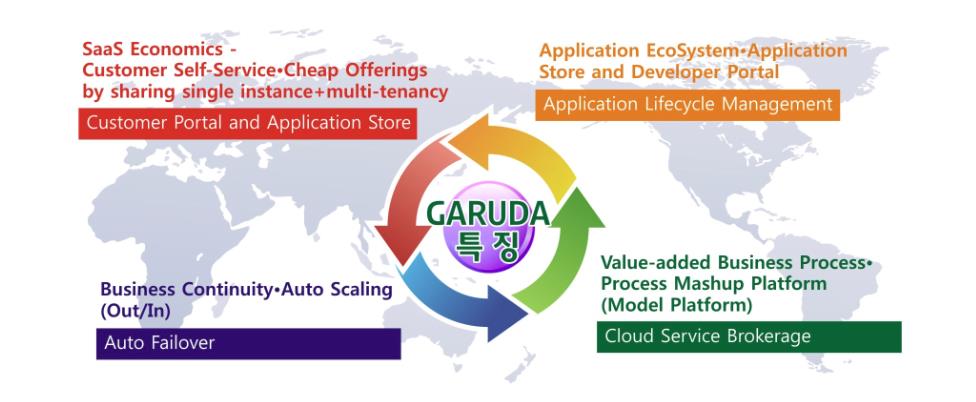 SaaS Economics -
Customer Self-Service•Cheap Offerings
by sharing single instance+multi-tenancy
Customer Portal and Application Store
Application EcoSystem•Application
Store and Developer Portal
Application Lifecycle Management
GARUDA
특 징
Business Continuity•Auto Scaling
(Out/In)
Auto Failover
Value-added Business Process•
Process Mashup Platform
(Model Platform)
Cloud Service Brokerage